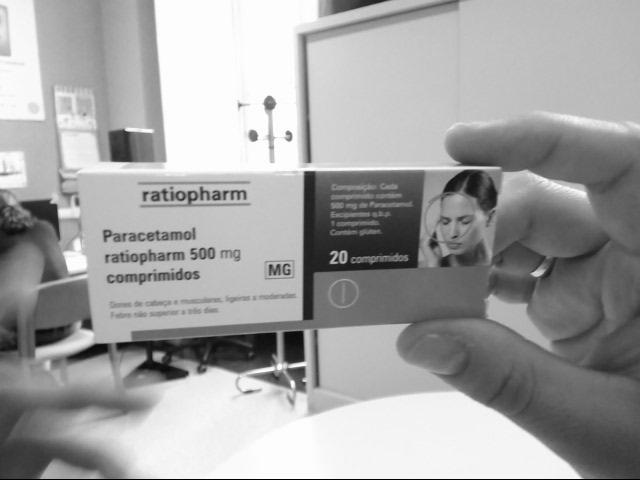 ratiopharm
Paracetamol
ratiopharm 500 mg
comprimidos
MG
Dores de cabeça e musculares, ligeiras a moderadas.
Febre não superior a três dias.
Composição: Cada
comprimido contém
500 mg de Paracetamol.
Excipientes q.b.p.
1 comprimido.
Contém glúten.
20 comprimidos